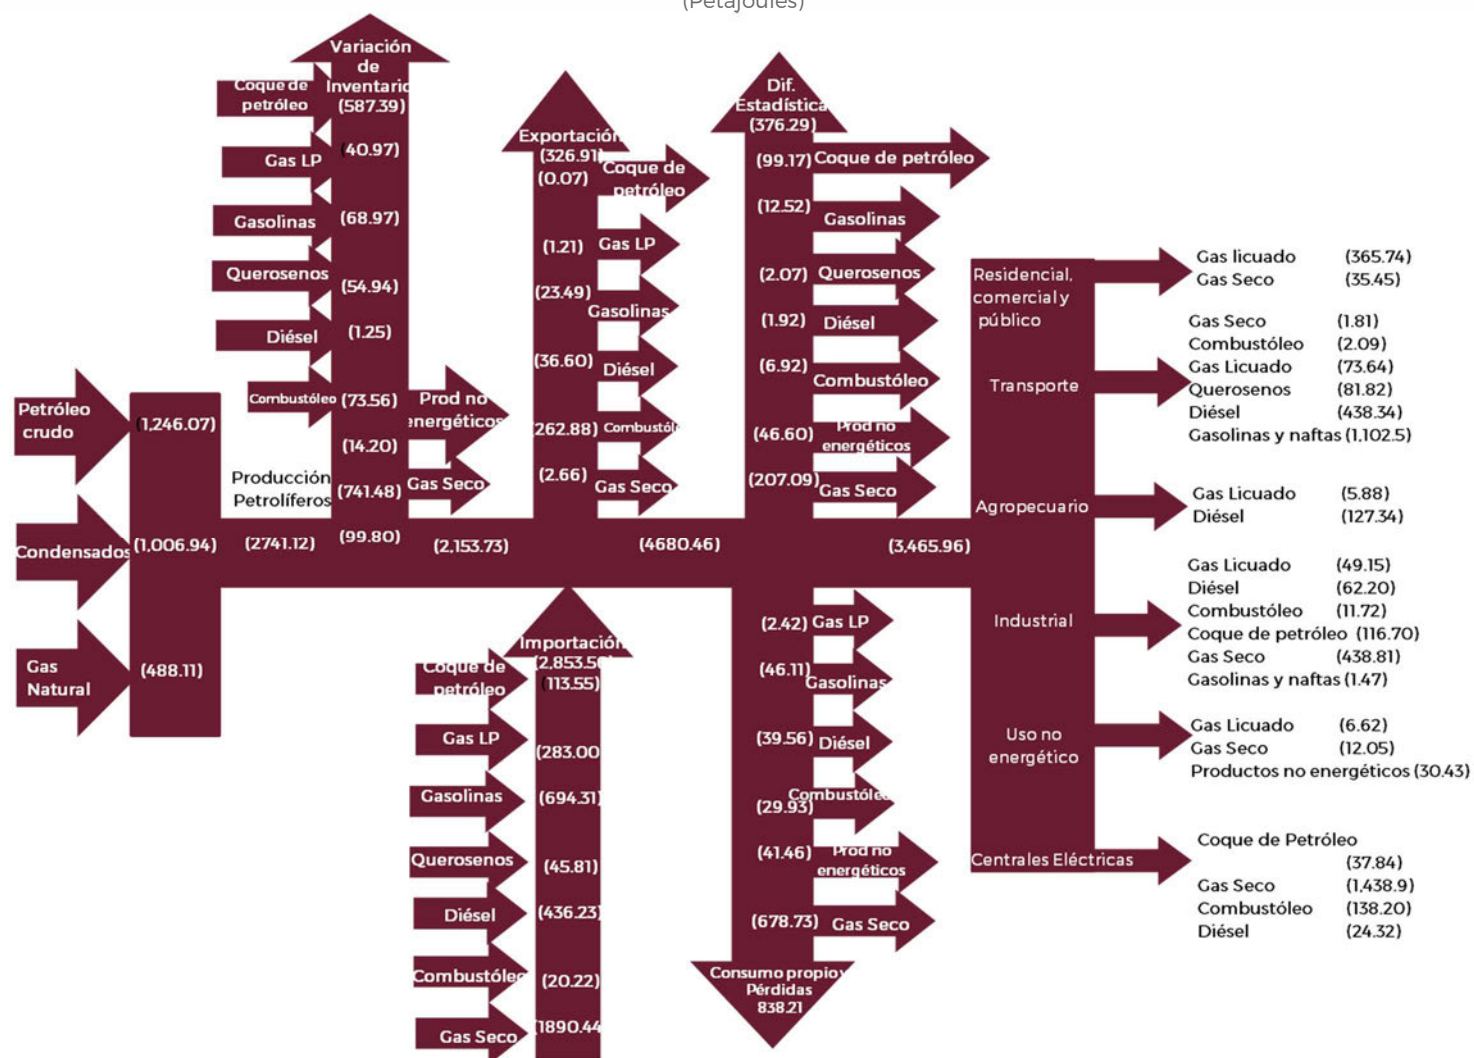 (Petajoules)
Variación
de
Inventario
(587.39)
Coque de
petróleo
Gas LP
(40.97)
Gasolinas
(68.97)
Querosenos
(54.94)
Diésel
(1.25)
Combustóleo
(73.56)
(14.20)
Prod no
energéticos
(741.48)
Gas Seco
(99.80)
Petróleo
crudo
(1,246.07)
Condensados
(1,006.94)
Gas
Natural
(488.11)
Producción
Petrolíferos
(2741.12)
(2,153.73)
Exportación
(326.91)
(0.07)
Coque de
petróleo
(1.21)
Gas LP
(23.49)
Gasolinas
(36.60)
Diésel
(262.88)
Combustóle
(2.66)
Gas Seco
(4680.46)
Dif.
Estadística
(376.29)
(99.17)
Coque de petróleo
(12.52)
Gasolinas
(2.07)
Querosenos
(1.92)
Diésel
(6.92)
Combustóleo
(46.60)
Prod no
energéticos
(207.09)
Gas Seco
(3,465.96)
Importación
(2,853.56)
Coque de
petróleo
(113.55)
Gas LP
(283.00
Gasolinas
(694.31)
Querosenos
(45.81)
Diésel
(436.23)
Combustóleo
(20.22)
Gas Seco
(1890.44
(2.42)
Gas LP
(46.11)
Gasolinas
(39.56)
Diésel
(29.93)
Combustóleo
(41.46)
Prod no
energéticos
(678.73)
Gas Seco
Consumo propio y
Pérdidas
838.21
Residencial,
comercial y
público
Gas licuado (365.74)
Gas Seco (35.45)
Transporte
Gas Seco (1.81)
Combustóleo (2.09)
Gas Licuado (73.64)
Querosenos (81.82)
Diésel (438.34)
Gasolinas y naftas (1,102.5)
Agropecuario
Gas Licuado (5.88)
Diésel (127.34)
Industrial
Gas Licuado (49.15)
Diésel (62.20)
Combustóleo (11.72)
Coque de petróleo (116.70)
Gas Seco (438.81)
Gasolinas y naftas (1.47)
Uso no
energético
Gas Licuado (6.62)
Gas Seco (12.05)
Productos no energéticos (30.43)
Centrales Eléctricas
Coque de Petróleo
(37.84)
Gas Seco (1,438.9)
Combustóleo (138.20)
Diésel (24.32)